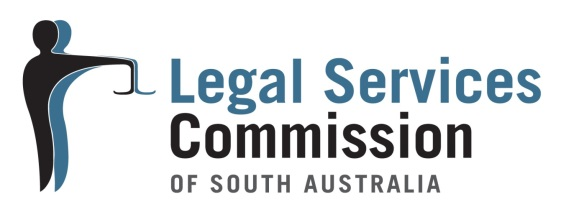 Legal Services
Commission
OF SOUTH AUSTRALIA